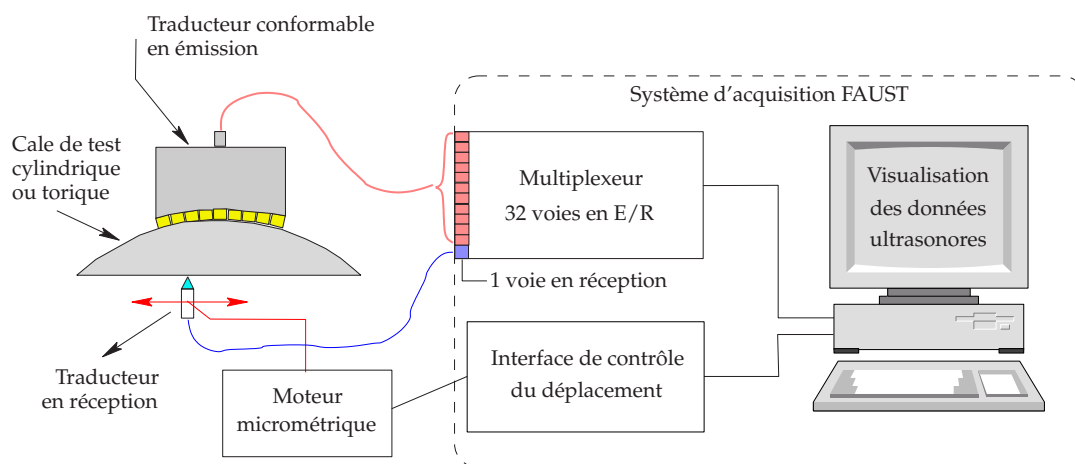 Traducteur conformable
en émission
Système d'acquisition FAUST
Cale de test
cylindrique
ou torique
Multiplexeur
32 voies en E/R
Visualisation
des données
ultrasonores
1 voie en réception
Interface de contrôle
du déplacement
Traducteur
en réception
Moteur
micrométrique